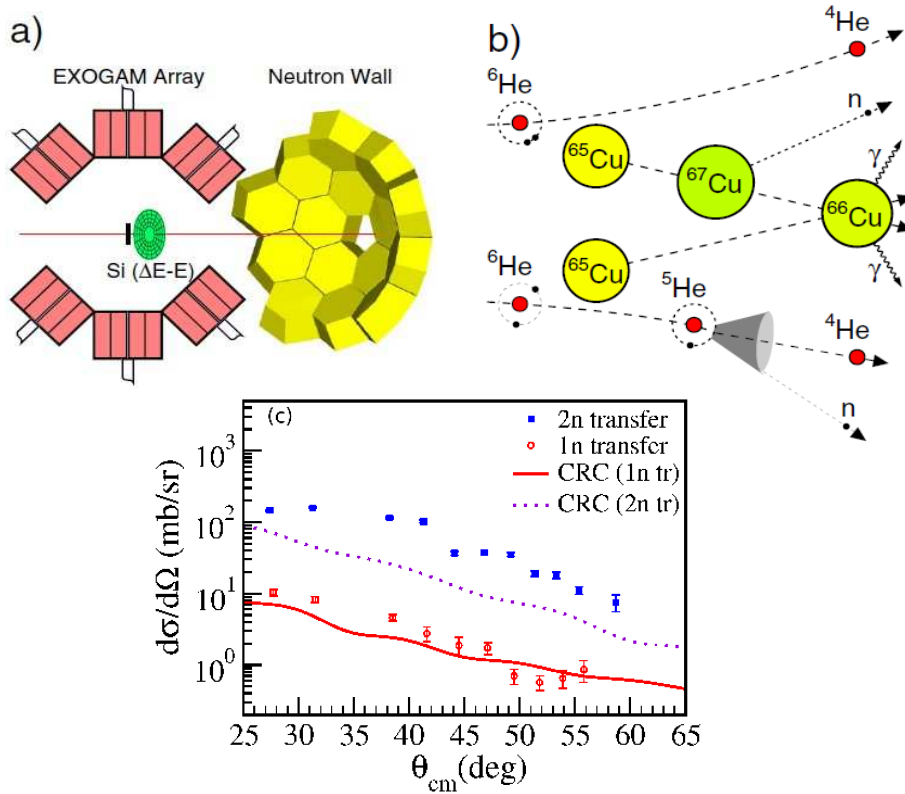 a)
EXOGAM Array
Neutron Wall
Si (ΔE-E)
b)
⁴He
⁶He
n
⁶⁵Cu
⁶⁷Cu
γ
⁶⁶Cu
⁶⁵Cu
γ
⁶He
⁵He
⁴He
n
(c)
2n transfer
1n transfer
CRC (1n tr)
CRC (2n tr)
dσ/dΩ (mb/sr)
10³
10²
10¹
10⁰
25 30 35 40 45 50 55 60 65
θcm(deg)